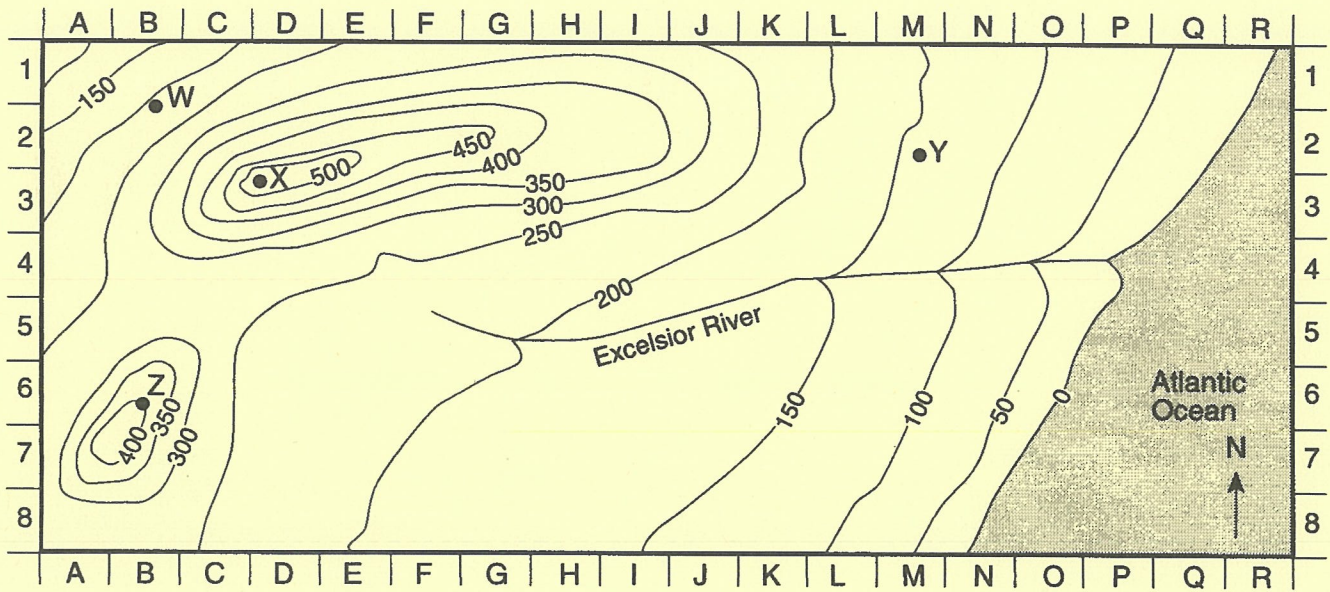 A B C D E F G H I J K L M N O P Q R
1 1
150
W
2 2
450
Y
400
X 500
350
3 3
300
250
4 4
200
5 5
Excelsior River
6 6
Z
350
Atlantic
Ocean
150 100 50 0
400
300
N
7 7
8 8
A B C D E F G H I J K L M N O P Q R